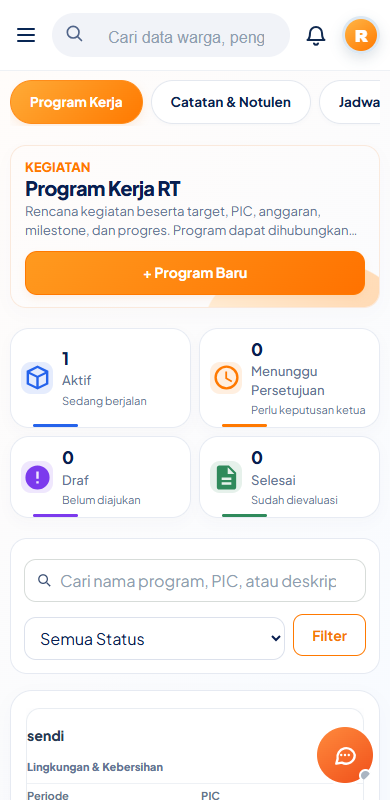 Cari data warga, peng
R
Program Kerja
Catatan & Notulen
Jadwa
KEGIATAN
Program Kerja RT
Rencana kegiatan beserta target, PIC, anggaran,
milestone, dan progres. Program dapat dihubungkan...
+ Program Baru
1
Aktif
Sedang berjalan
0
Menunggu
Persetujuan
Perlu keputusan ketua
0
Draf
Belum diajukan
0
Selesai
Sudah dievaluasi
Cari nama program, PIC, atau deskrip
Semua Status
Filter
sendi
Lingkungan & Kebersihan
Periode
PIC